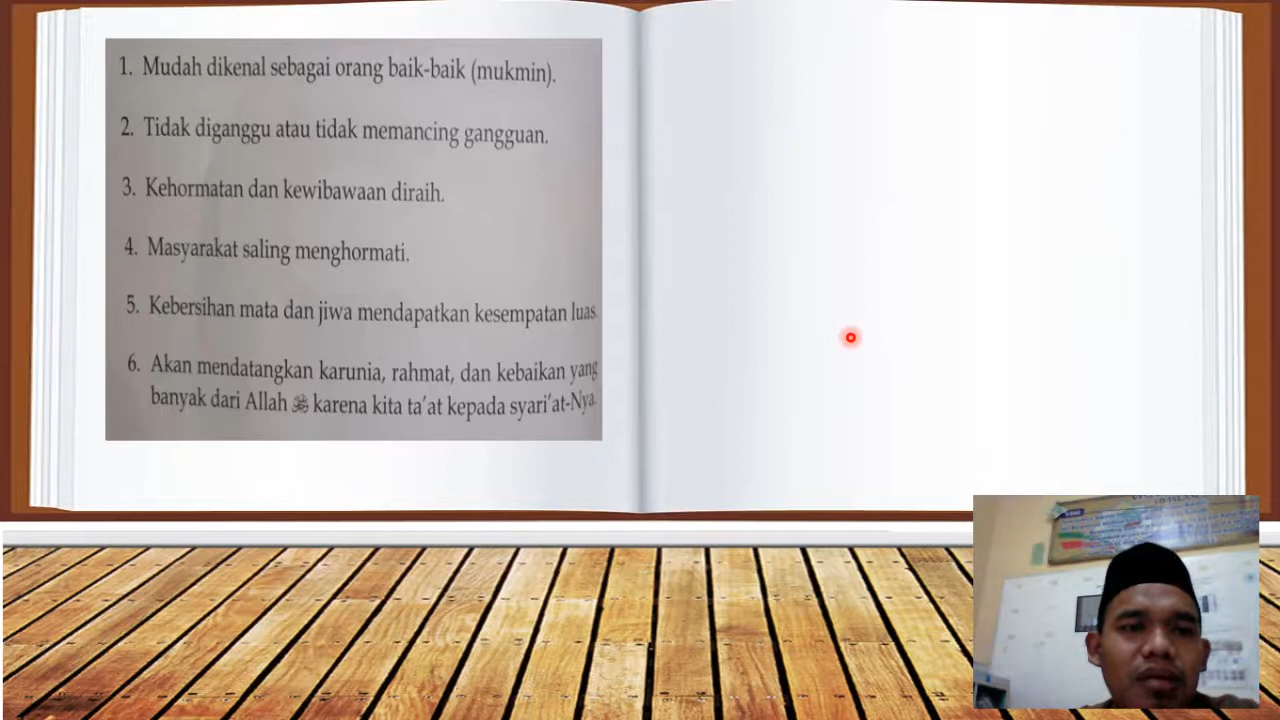 1. Mudah dikenal sebagai orang baik-baik (mukmin).
2. Tidak diganggu atau tidak memancing gangguan.
3. Kehormatan dan kewibawaan diraih.
4. Masyarakat saling menghormati.
5. Kebersihan mata dan jiwa mendapatkan kesempatan luas.
6. Akan mendatangkan karunia, rahmat, dan kebaikan yang
banyak dari Allah ﷻ karena kita ta'at kepada syari'at-Nya.